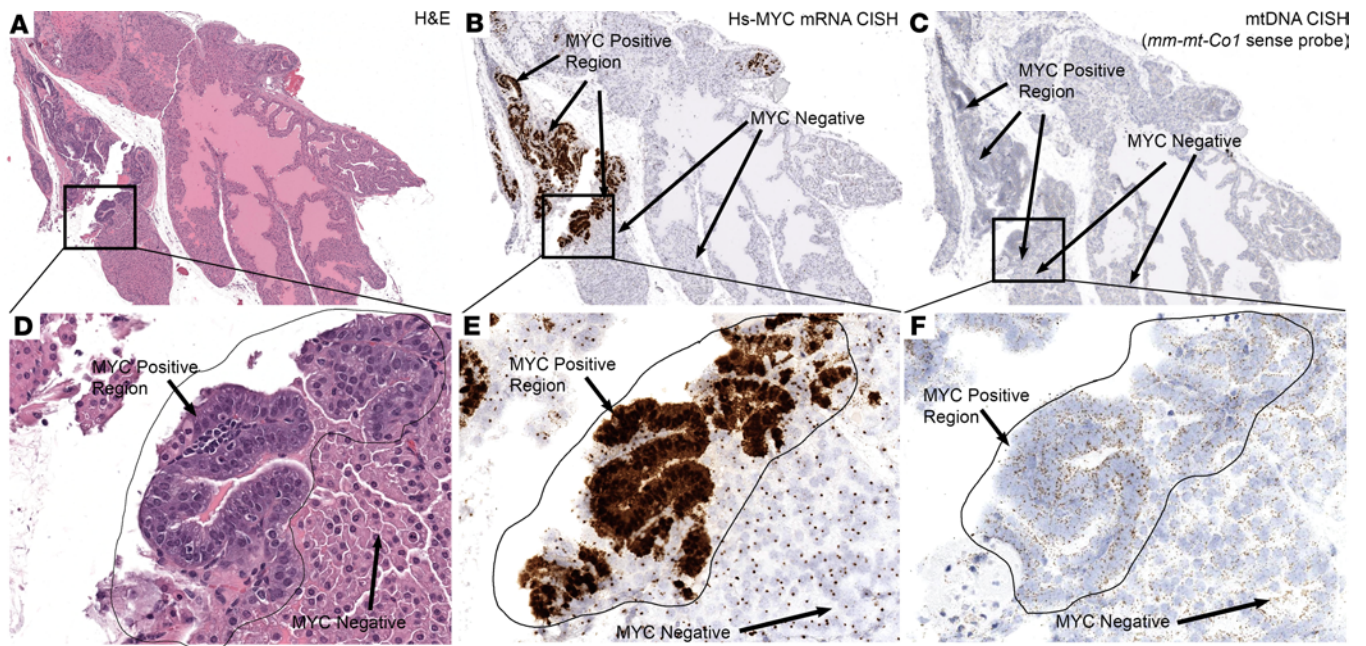 A
H&E
B
Hs-MYC mRNA CISH
MYC Positive
Region
MYC Negative
C
mtDNA CISH
(mm-mt-Co1 sense probe)
MYC Positive
Region
MYC Negative
D
MYC Positive
Region
MYC Negative
E
MYC Positive
Region
MYC Negative
F
MYC Positive
Region
MYC Negative